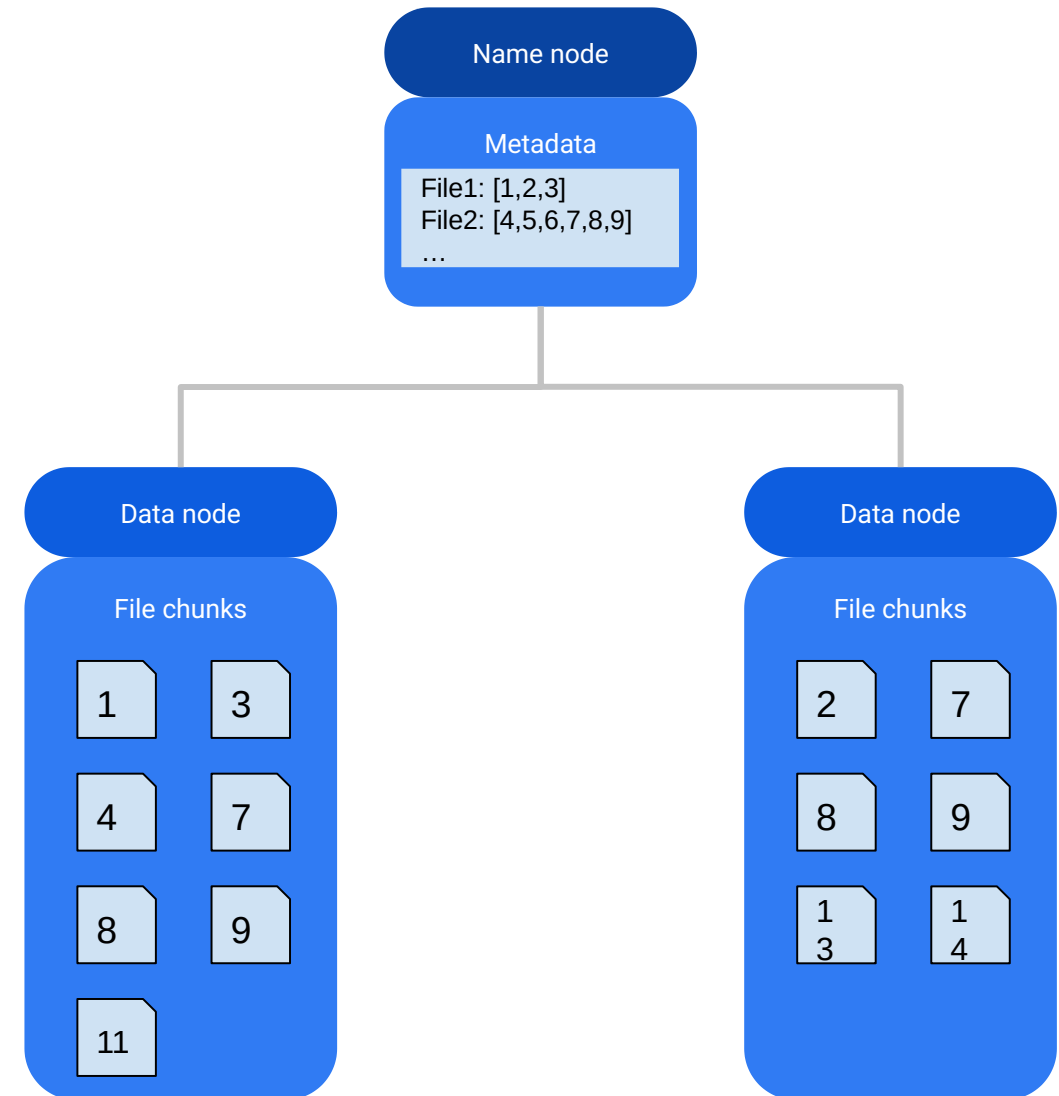 Name node
Metadata
File1: [1,2,3]
File2: [4,5,6,7,8,9]
…
Data node
File chunks
1 3
4 7
8 9
11
Data node
File chunks
2 7
8 9
1 1
3 4